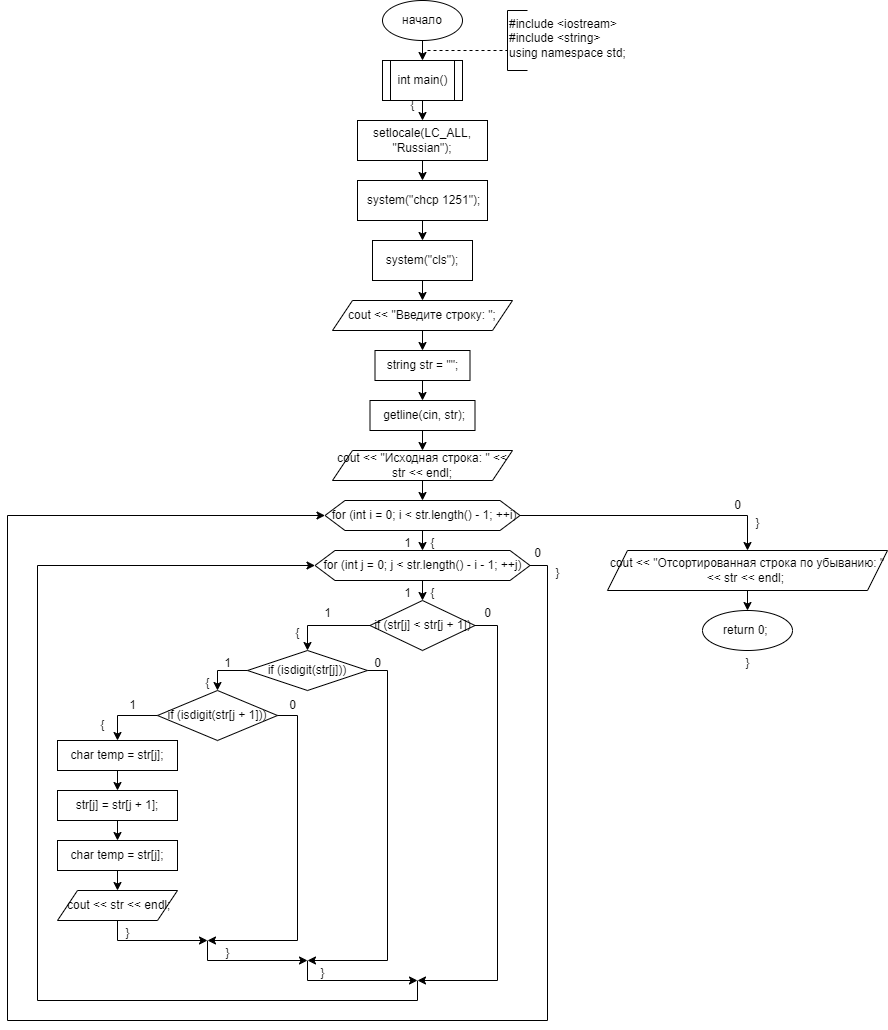 начало
#include <iostream>
#include <string>
using namespace std;
int main()
{
setlocale(LC_ALL,
"Russian");
system("chcp 1251");
system("cls");
cout << "Введите строку: ";
string str = "";
getline(cin, str);
cout << "Исходная строка: " <<
str << endl;
for (int i = 0; i < str.length() - 1; ++i)
0
}
1
{
for (int j = 0; j < str.length() - i - 1; ++j)
0
}
cout << "Отсортированная строка по убыванию: "
<< str << endl;
return 0;
}
1
{
if (str[j] < str[j + 1])
1
0
{
if (isdigit(str[j]))
1
0
{
if (isdigit(str[j + 1]))
1
0
{
char temp = str[j];
str[j] = str[j + 1];
char temp = str[j];
cout << str << endl;
}
}
}